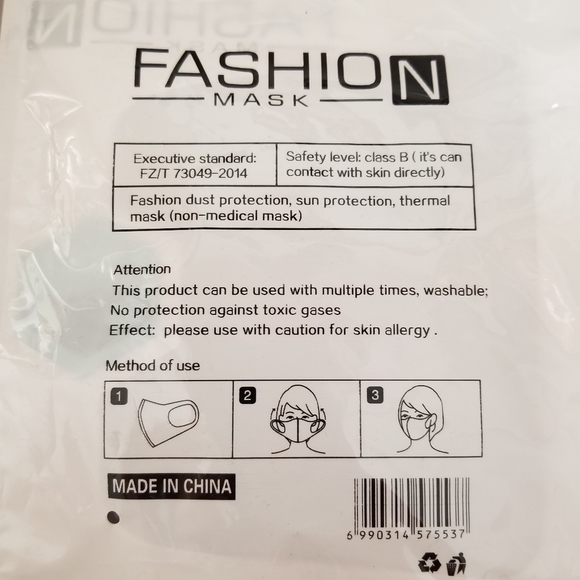 FASHION
MASK
Executive standard:
FZ/T 73049-2014
Safety level: class B ( it's can
contact with skin directly)
Fashion dust protection, sun protection, thermal
mask (non-medical mask)
Attention
This product can be used with multiple times, washable;
No protection against toxic gases
Effect: please use with caution for skin allergy .
Method of use
1
2
3
MADE IN CHINA
6 990314 575537